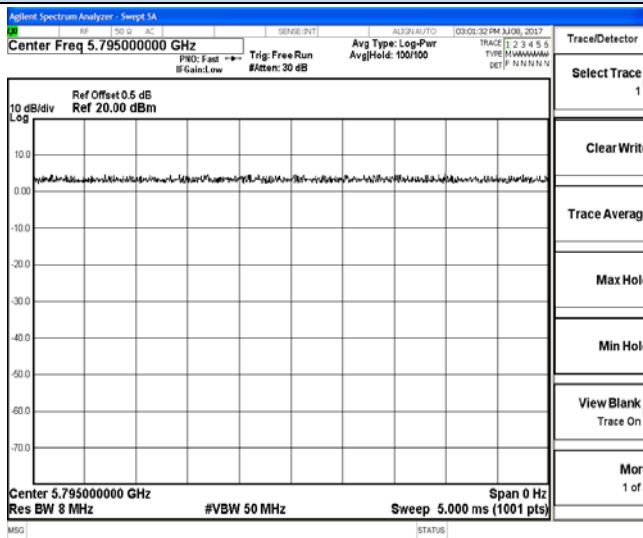 Agilent Spectrum Analyzer - Swept SA
RF 50 Ω AC SENSE:INT ALIGN AUTO 03:01:32 PM Jul 08, 2017
Center Freq 5.795000000 GHz
PNO: Fast
IFGain:Low
Trig: Free Run
#Atten: 30 dB
Avg Type: Log-Pwr
Avg|Hold: 100/100
TRACE 1 2 3 4 5 6
TYPE M WWWWW
DET P N N N N N
Ref Offset 0.5 dB
10 dB/div Ref 20.00 dBm
Log
10.0
0.00
-10.0
-20.0
-30.0
-40.0
-50.0
-60.0
-70.0
Center 5.795000000 GHz Span 0 Hz
Res BW 8 MHz #VBW 50 MHz Sweep 5.000 ms (1001 pts)
MSG STATUS
Trace/Detector
Select Trace
1
Clear Writ
Trace Averag
Max Hol
Min Hol
View Blank
Trace On
Mor
1 of